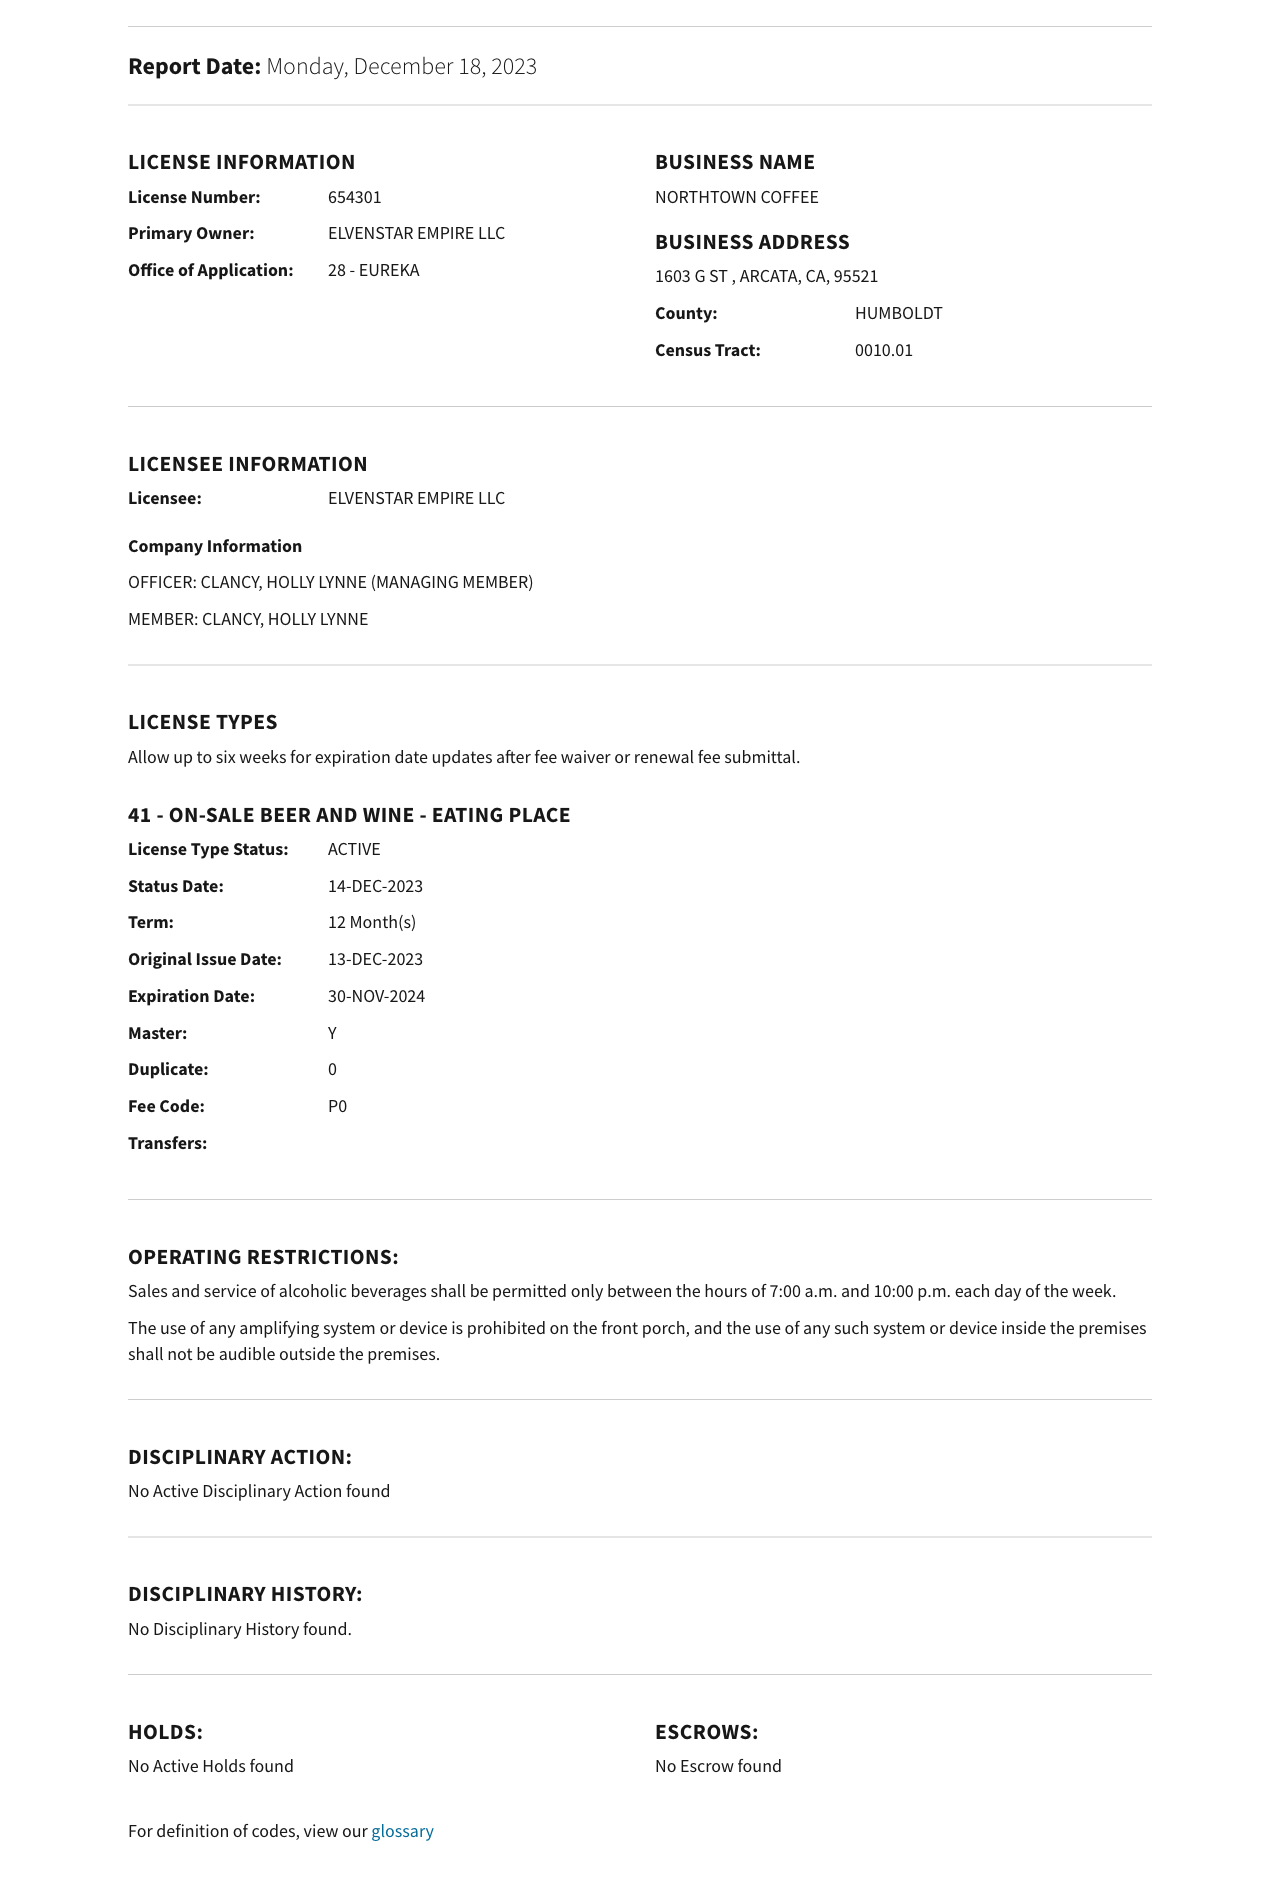 Report Date: Monday, December 18, 2023
LICENSE INFORMATION
License Number: 654301
Primary Owner: ELVENSTAR EMPIRE LLC
Office of Application: 28 - EUREKA
BUSINESS NAME
NORTHTOWN COFFEE
BUSINESS ADDRESS
1603 G ST , ARCATA, CA, 95521
County: HUMBOLDT
Census Tract: 0010.01
LICENSEE INFORMATION
Licensee: ELVENSTAR EMPIRE LLC
Company Information
OFFICER: CLANCY, HOLLY LYNNE (MANAGING MEMBER)
MEMBER: CLANCY, HOLLY LYNNE
LICENSE TYPES
Allow up to six weeks for expiration date updates after fee waiver or renewal fee submittal.
41 - ON-SALE BEER AND WINE - EATING PLACE
License Type Status: ACTIVE
Status Date: 14-DEC-2023
Term: 12 Month(s)
Original Issue Date: 13-DEC-2023
Expiration Date: 30-NOV-2024
Master: Y
Duplicate: 0
Fee Code: P0
Transfers:
OPERATING RESTRICTIONS:
Sales and service of alcoholic beverages shall be permitted only between the hours of 7:00 a.m. and 10:00 p.m. each day of the week.
The use of any amplifying system or device is prohibited on the front porch, and the use of any such system or device inside the premises
shall not be audible outside the premises.
DISCIPLINARY ACTION:
No Active Disciplinary Action found
DISCIPLINARY HISTORY:
No Disciplinary History found.
HOLDS:
No Active Holds found
ESCROWS:
No Escrow found
For definition of codes, view our glossary